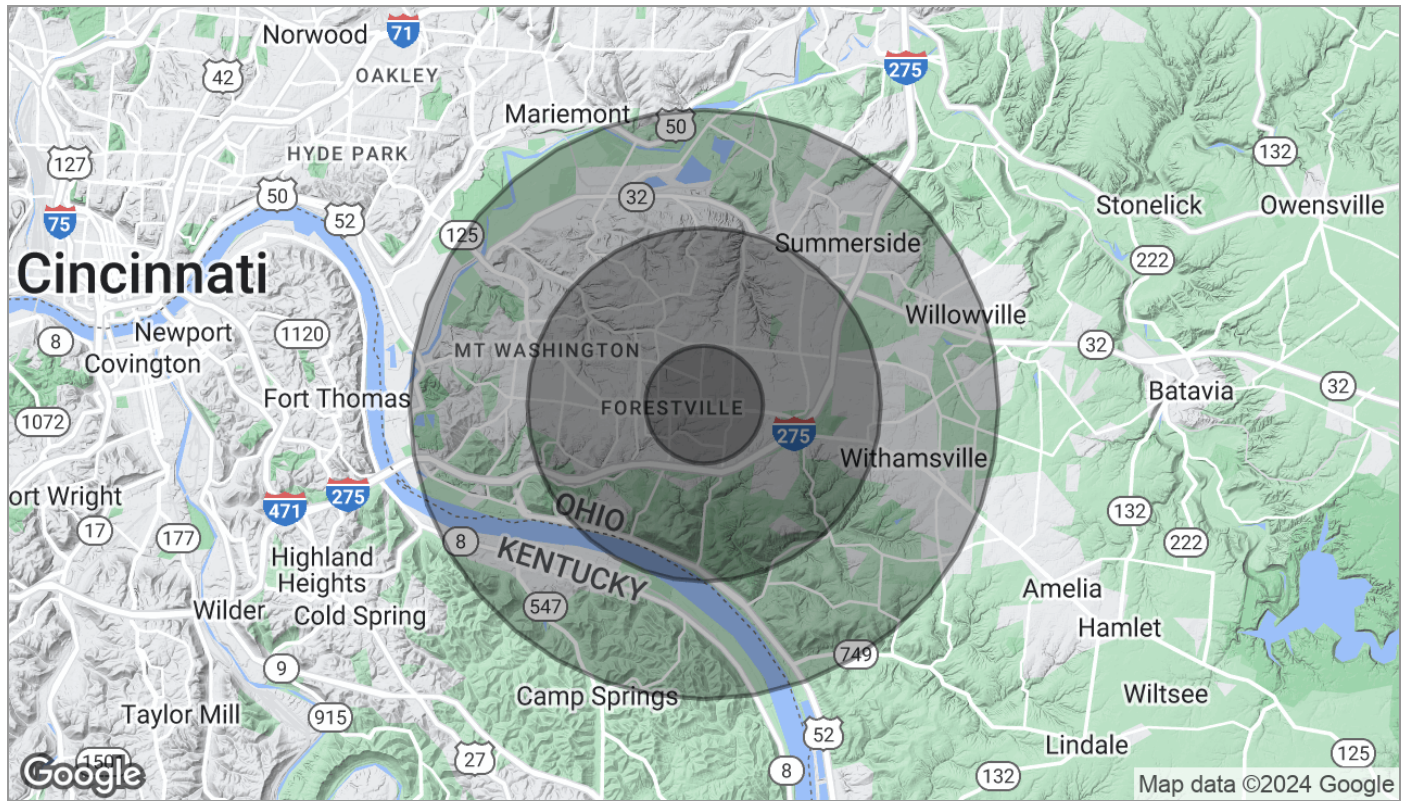 Norwood
71
42
OAKLEY
275
Mariemont
50
127
HYDE PARK
132
32
50
52
75
125
Stonelick
Owensville
Summerside
222
Cincinnati
Willowville
Newport
1120
8
MT WASHINGTON
32
Covington
32
Batavia
Fort Thomas
FORESTVILLE
1072
275
Withamsville
ort Wright
275
471
OHIO
132
17
177
8
222
KENTUCKY
Highland
Heights
Amelia
547
Wilder
Cold Spring
Hamlet
749
9
Camp Springs
Wiltsee
Taylor Mill
915
52
Lindale
27
125
1501
Google
8
132
Map data ©2024 Google